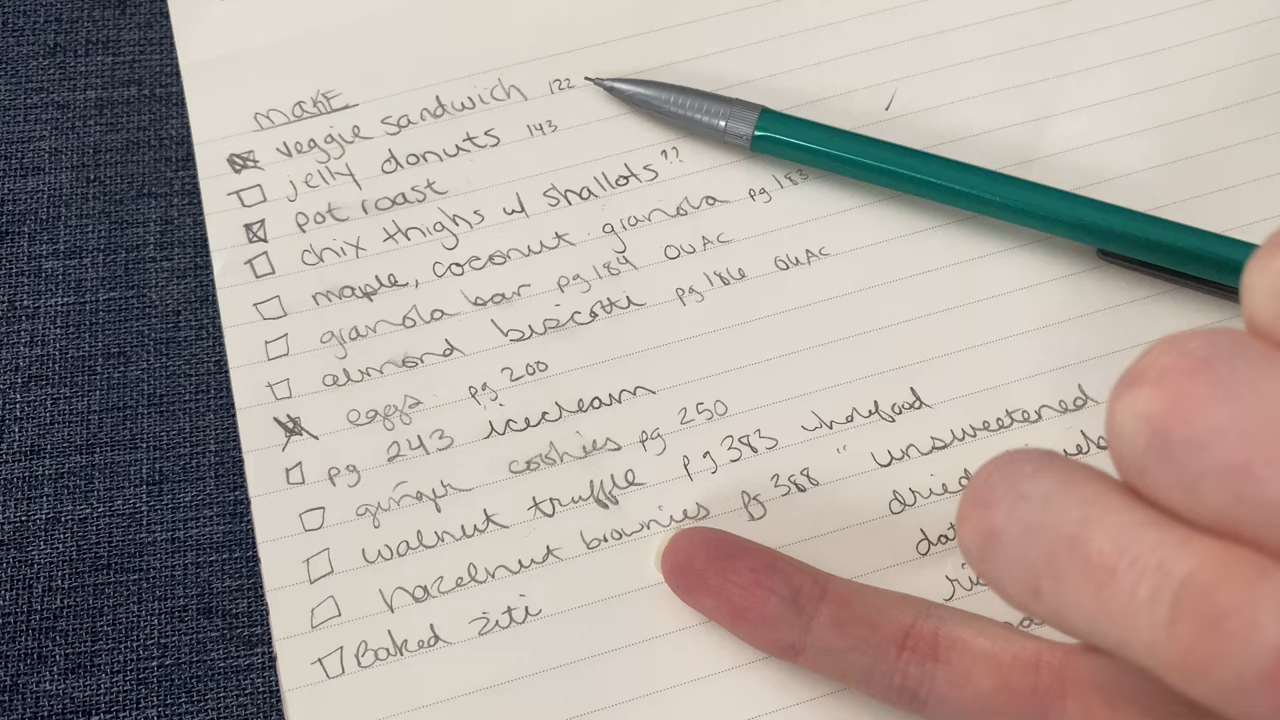 MAKE
veggie sandwich 122
jelly donuts 143
pot roast
chix thighs w/ shallots ??
maple, coconut granola pg 183
granola bar pg 184 OUAC
almond biscotti pg 186 OUAC
eggs pg 200
pg 243 icecream
ginger cookies pg 250
walnut truffle pg 383 wholefood
hazelnut brownies pg 388 " unsweetened
dried
Baked ziti